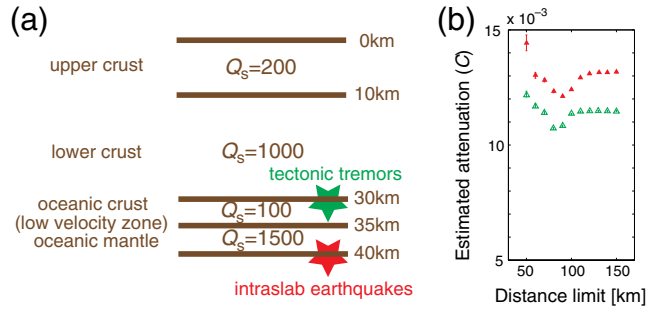 (a)
0km
upper crust
Qs=200
10km
lower crust
Qs=1000
tectonic tremors
30km
oceanic crust
Qs=100
(low velocity zone)
35km
oceanic mantle
Qs=1500
40km
intraslab earthquakes
(b)
x 10⁻³
15
10
5
Estimated attenuation (C)
50 100 150
Distance limit [km]